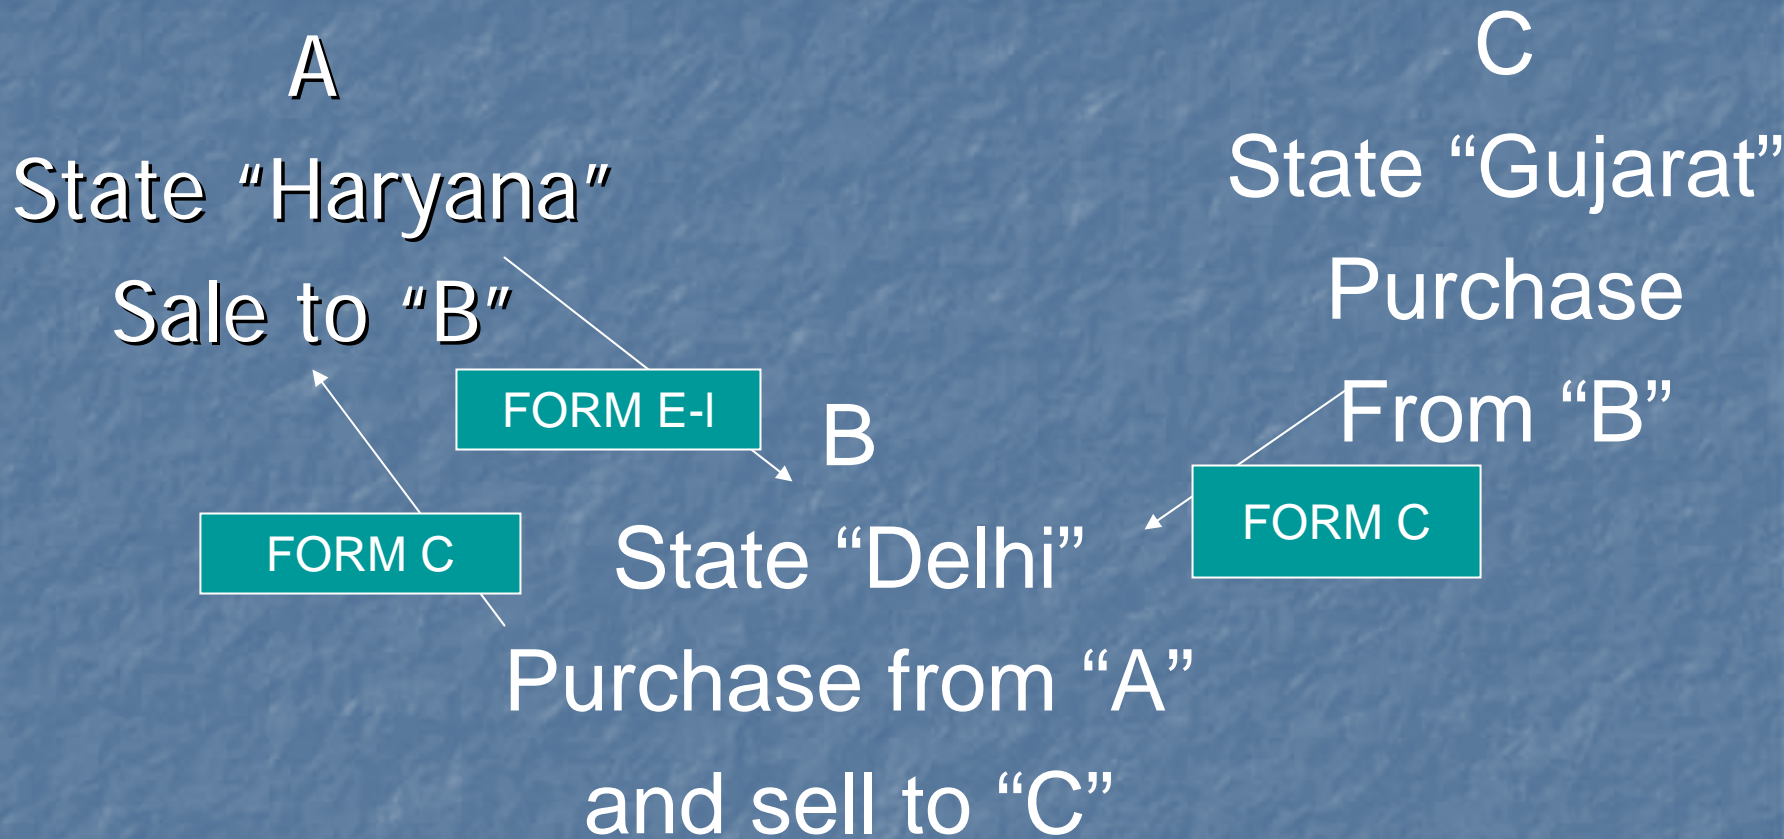 A
State "Haryana"
Sale to "B"
FORM E-I
FORM C
B
State “Delhi”
Purchase from “A”
and sell to “C”
C
State “Gujarat”
Purchase
From “B”
FORM C